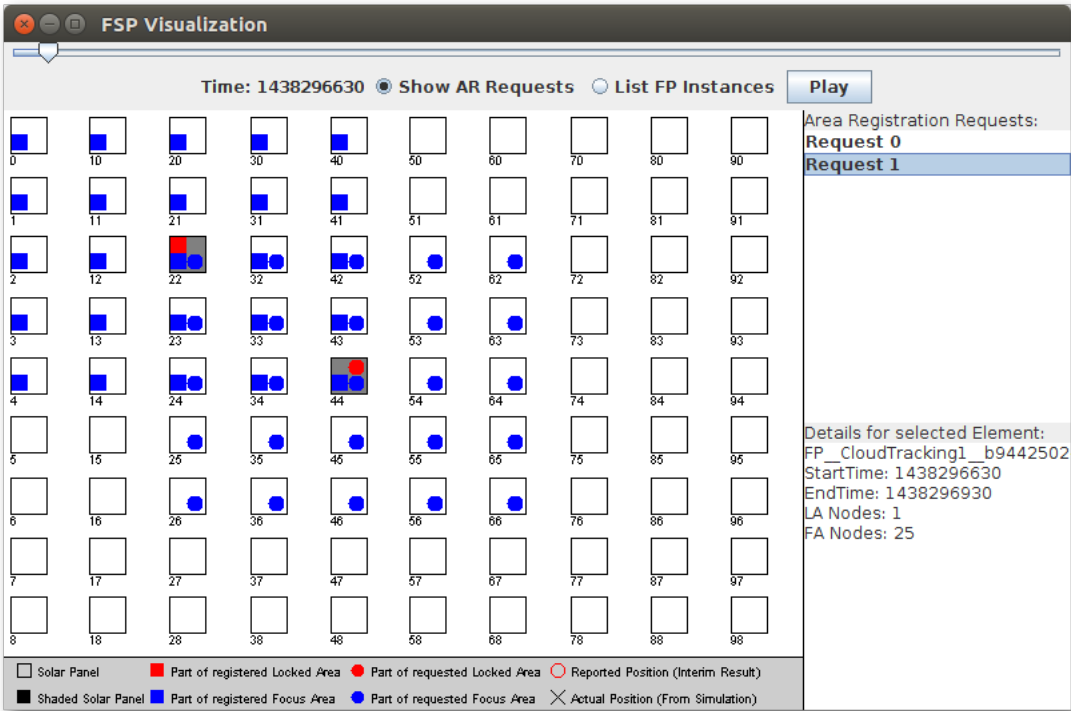 FSP Visualization
Time: 1438296630 Show AR Requests List FP Instances Play
Area Registration Requests:
Request 0
Request 1
0 10 20 30 40 50 60 70 80 90
1 11 21 31 41 51 61 71 81 91
2 12 22 32 42 52 62 72 82 92
3 13 23 33 43 53 63 73 83 93
4 14 24 34 44 54 64 74 84 94
5 15 25 35 45 55 65 75 85 95
6 16 26 36 46 56 66 76 86 96
7 17 27 37 47 57 67 77 87 97
8 18 28 38 48 58 68 78 88 98
Details for selected Element:
FP__CloudTracking1__b9442502
StartTime: 1438296630
EndTime: 1438296930
LA Nodes: 1
FA Nodes: 25
Solar Panel Part of registered Locked Area Part of requested Locked Area Reported Position (Interim Result)
Shaded Solar Panel Part of registered Focus Area Part of requested Focus Area Actual Position (From Simulation)